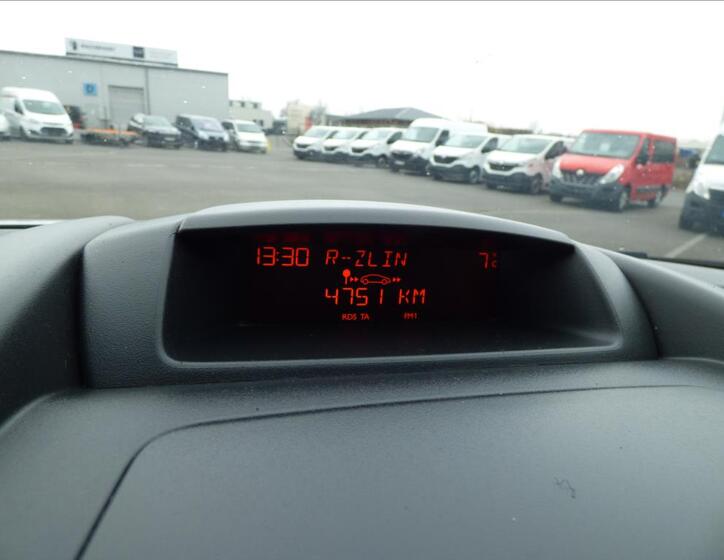 13:30 R--ZLIN 7°C
4751 KM
RDS TA FM1